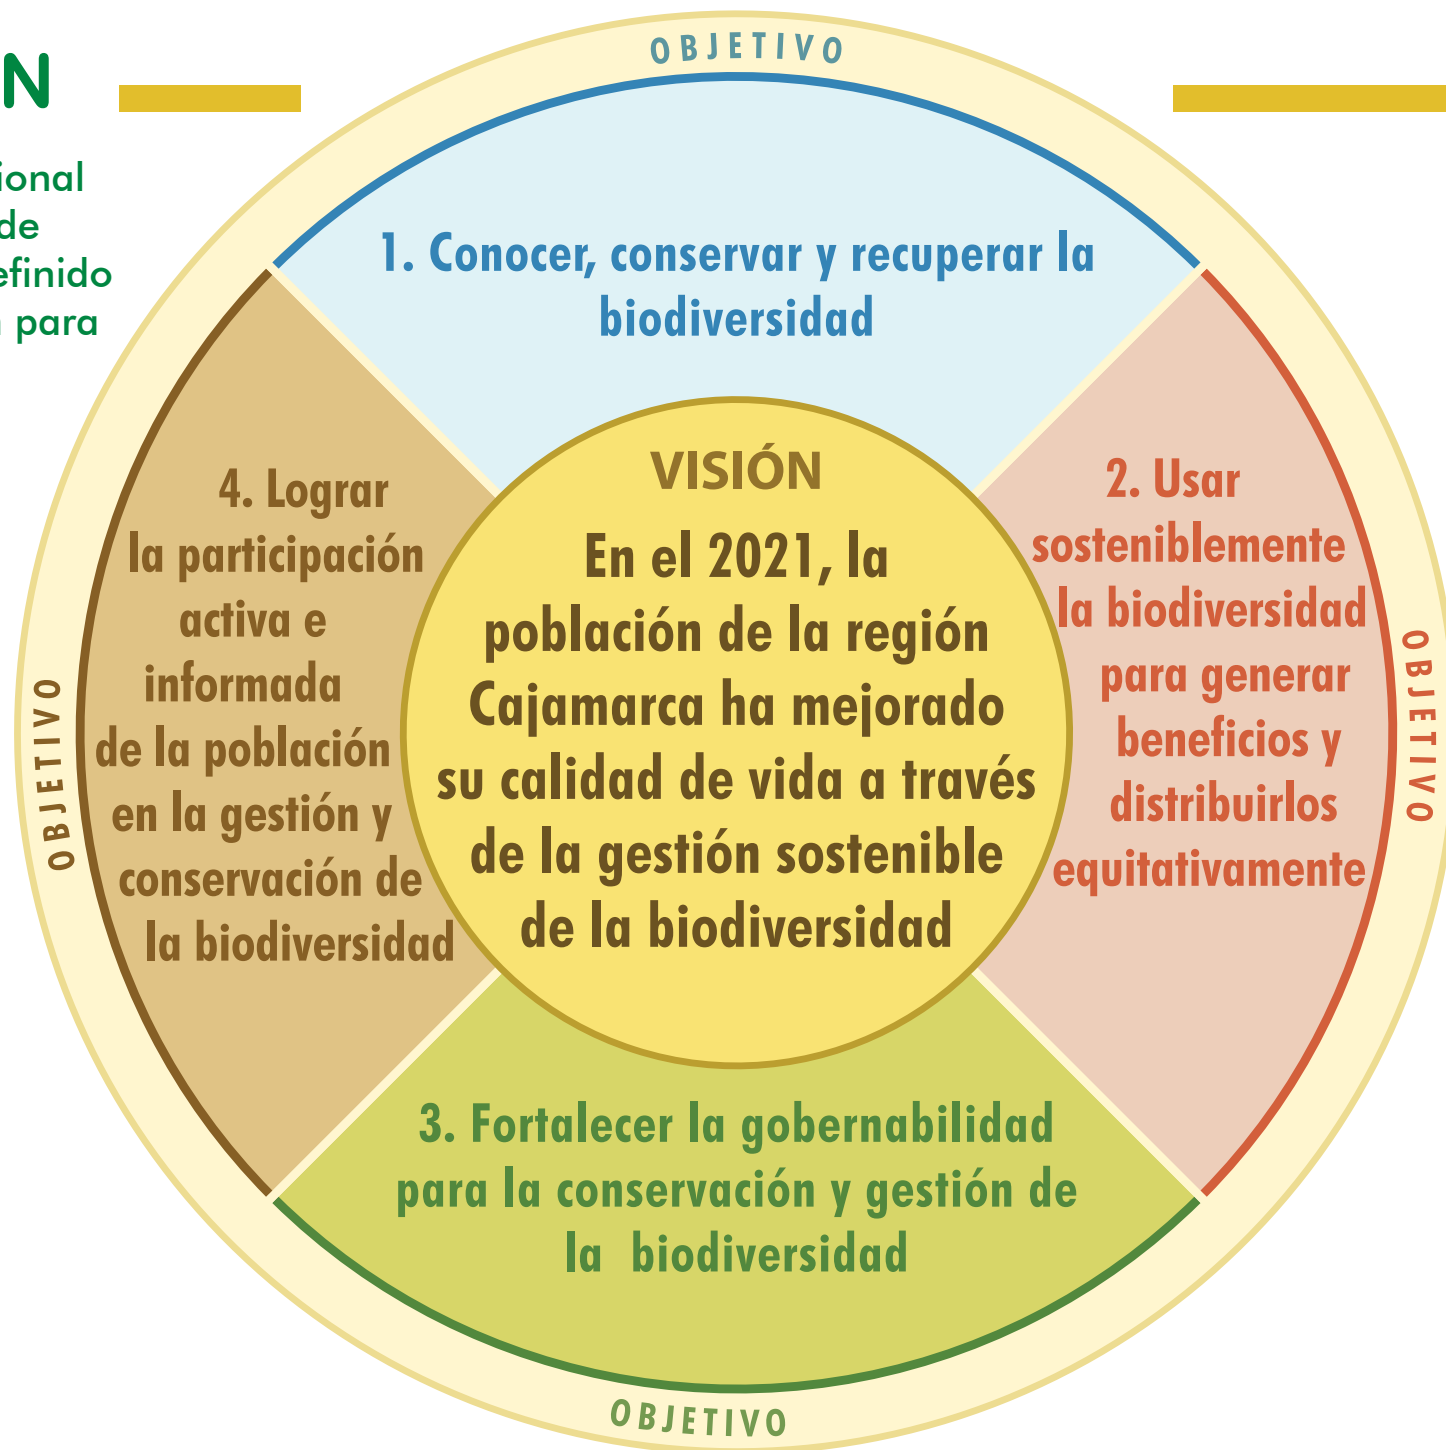 N
ional
de
efinido
para
OBJETIVO
1. Conocer, conservar y recuperar la
biodiversidad
OBJETIVO
2. Usar
sosteniblemente
la biodiversidad
para generar
beneficios y
distribuirlos
equitativamente
OBJETIVO
3. Fortalecer la gobernabilidad
para la conservación y gestión de
la biodiversidad
OBJETIVO
4. Lograr
la participación
activa e
informada
de la población
en la gestión y
conservación de
la biodiversidad
VISIÓN
En el 2021, la
población de la región
Cajamarca ha mejorado
su calidad de vida a través
de la gestión sostenible
de la biodiversidad